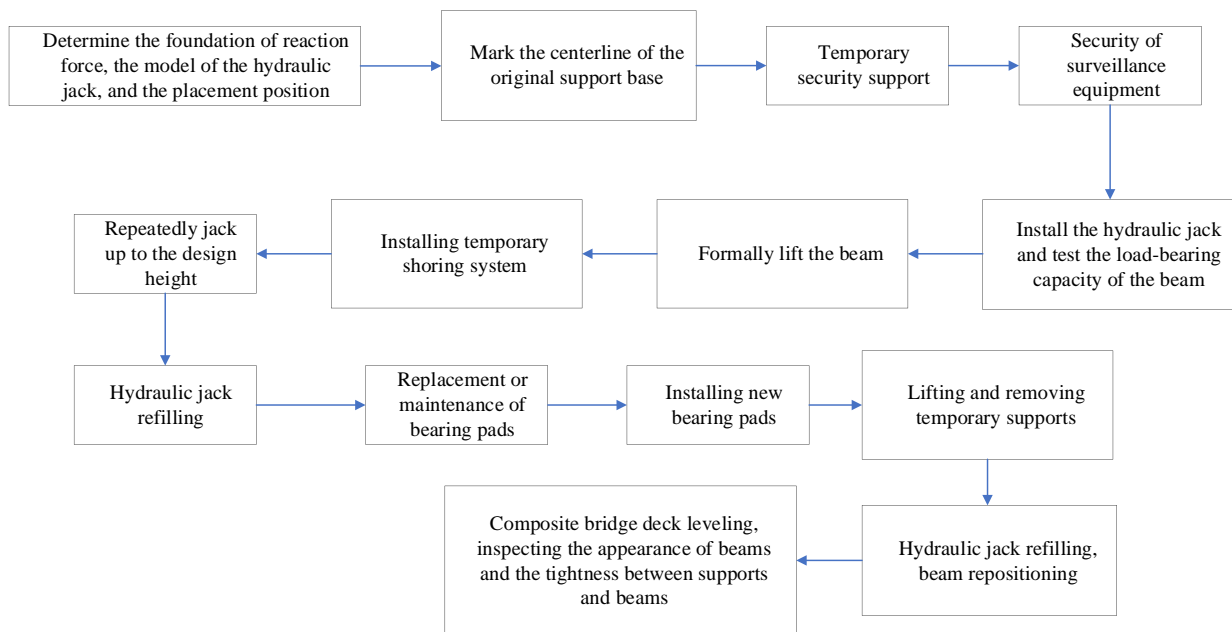 Determine the foundation of reaction
force, the model of the hydraulic
jack, and the placement position
Mark the centerline of the
original support base
Temporary
security support
Security of
surveillance
equipment
Install the hydraulic jack
and test the load-bearing
capacity of the beam
Formally lift the beam
Installing temporary
shoring system
Repeatedly jack
up to the design
height
Hydraulic jack
refilling
Replacement or
maintenance of
bearing pads
Installing new
bearing pads
Lifting and removing
temporary supports
Hydraulic jack refilling,
beam repositioning
Composite bridge deck leveling,
inspecting the appearance of beams
and the tightness between supports
and beams